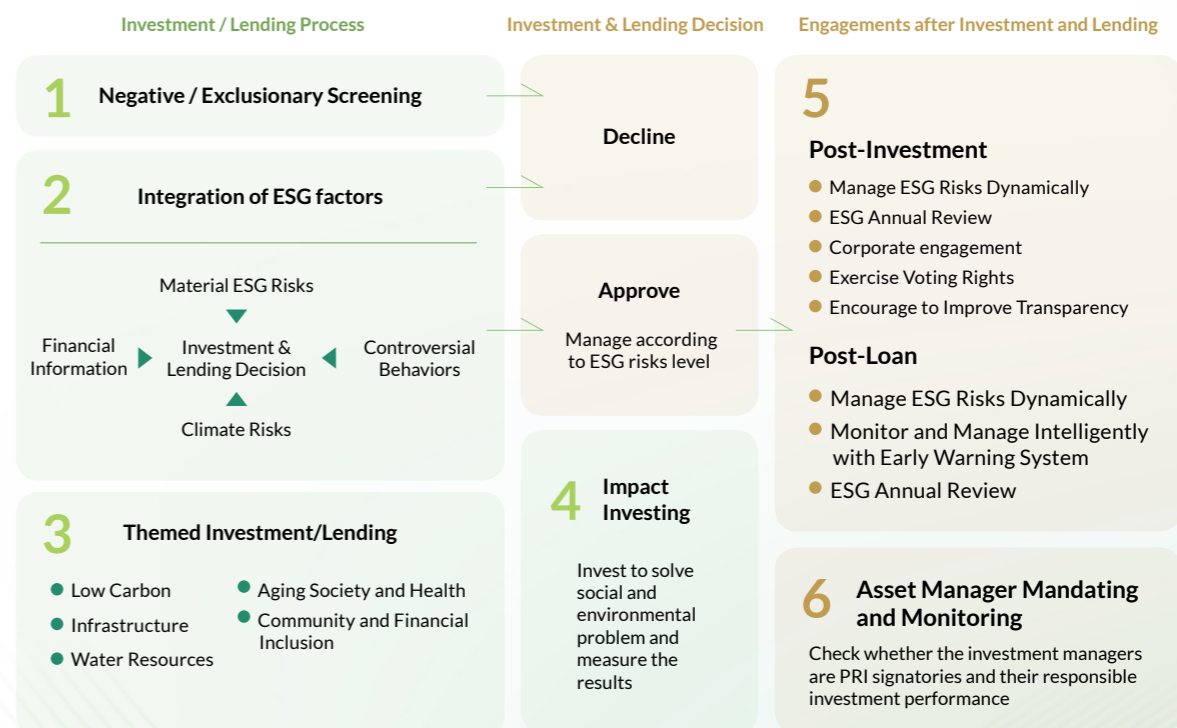 Investment / Lending Process
Investment & Lending Decision
Engagements after Investment and Lending
1
Negative / Exclusionary Screening
2
Integration of ESG factors
Material ESG Risks
Financial
Information
Investment &
Lending Decision
Controversial
Behaviors
Climate Risks
3
Themed Investment/Lending
Low Carbon
Infrastructure
Water Resources
Aging Society and Health
Community and Financial
Inclusion
Decline
Approve
Manage according
to ESG risks level
4
Impact
Investing
Invest to solve
social and
environmental
problem and
measure the
results
5
Post-Investment
Manage ESG Risks Dynamically
ESG Annual Review
Corporate engagement
Exercise Voting Rights
Encourage to Improve Transparency
Post-Loan
Manage ESG Risks Dynamically
Monitor and Manage Intelligently
with Early Warning System
ESG Annual Review
6
Asset Manager Mandating
and Monitoring
Check whether the investment managers
are PRI signatories and their responsible
investment performance